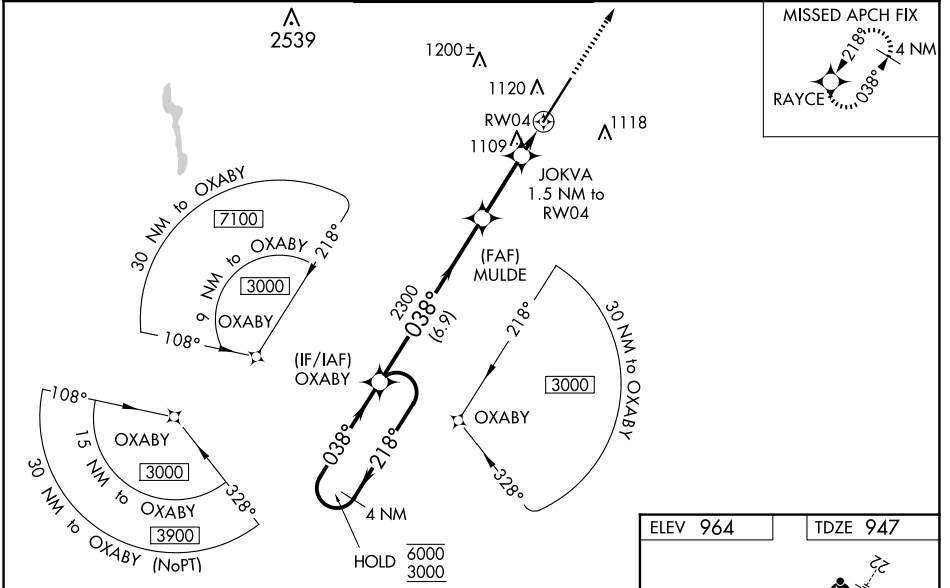 2539
1200±
1120
RW04
1109
1118
JOKVA
1.5 NM to
RW04
(FAF)
MULDE
MISSED APCH FIX
218°
4 NM
038°
RAYCE
30 NM to OXABY
7100
9 NM to OXABY
3000
OXABY
218°
108°
2300
038°
(6.9)
(IF/IAF)
OXABY
038°
218°
4 NM
HOLD
6000
3000
218°
30 NM to OXABY
3000
OXABY
328°
108°
OXABY
3000
15 NM to OXABY
328°
3900
30 NM to OXABY (NoPT)
ELEV 964
TDZE 947
22